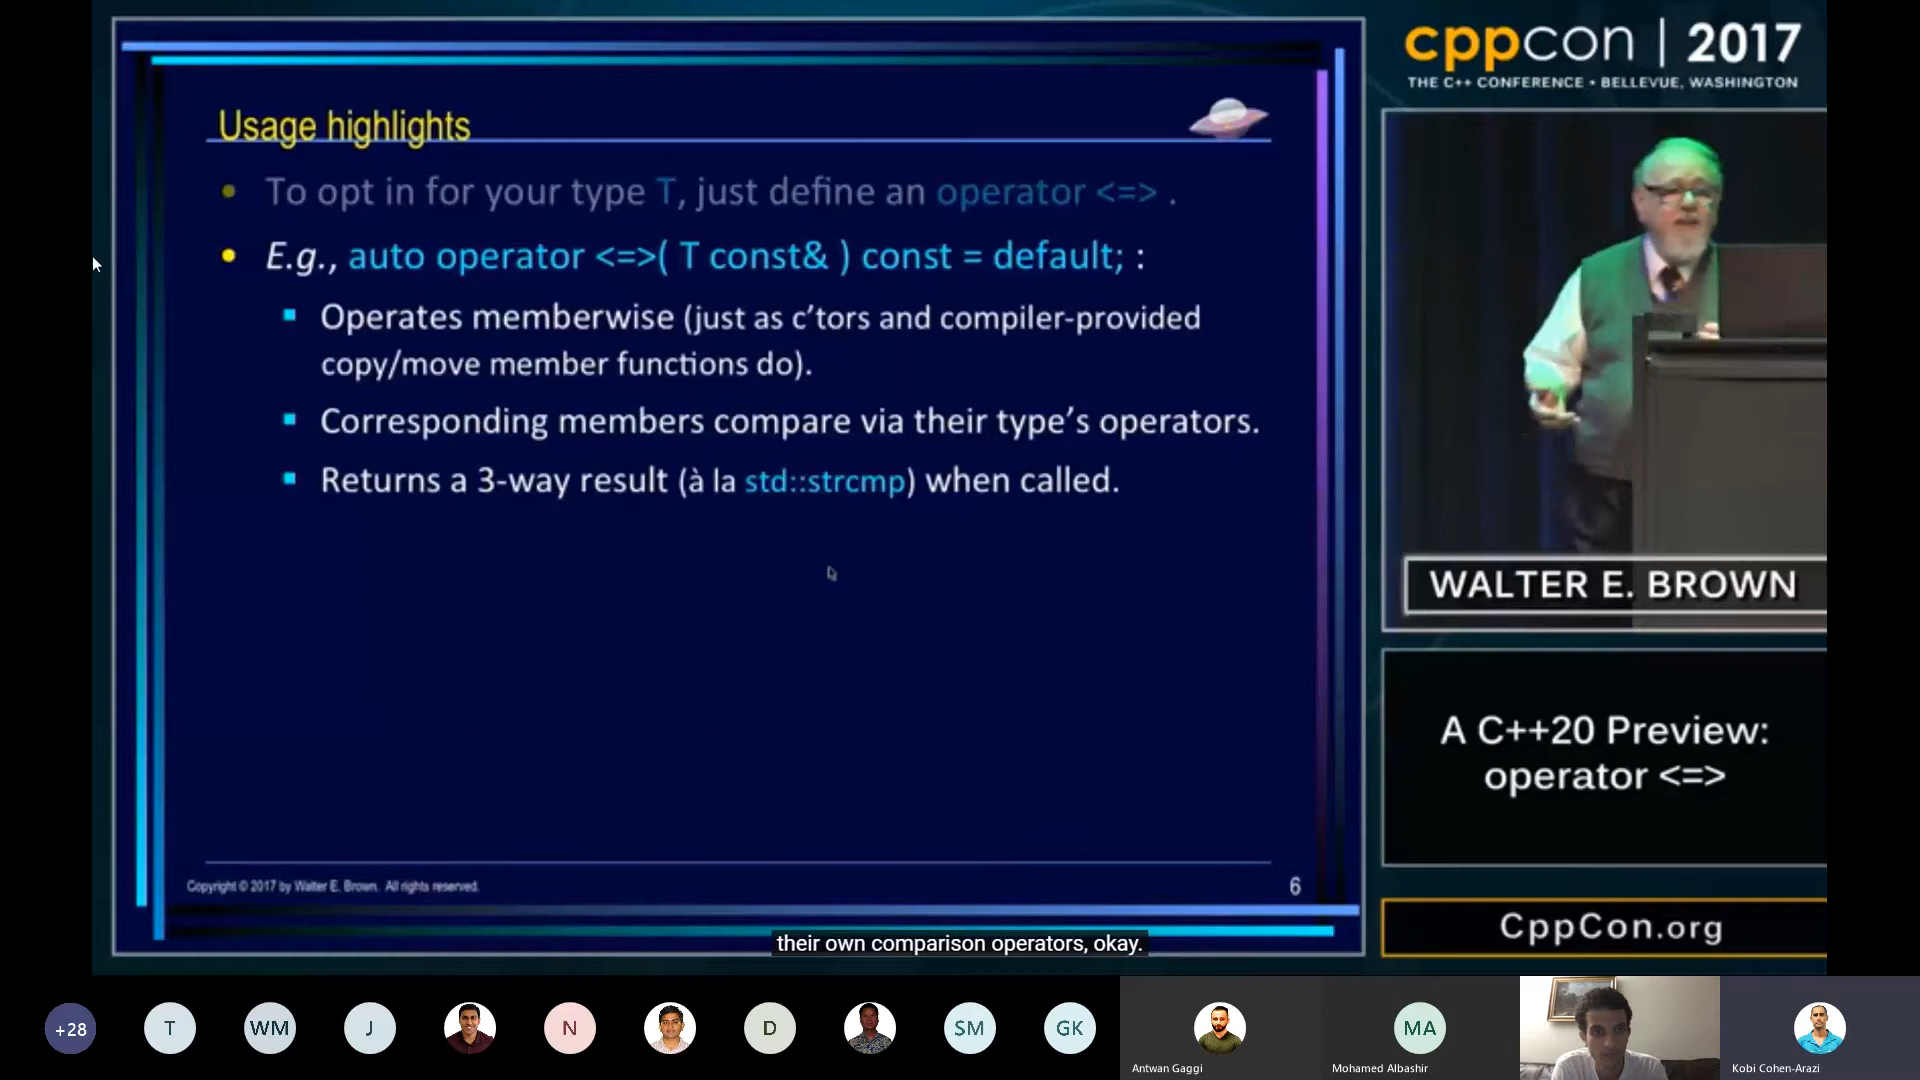 Usage highlights
To opt in for your type T, just define an operator <=> .
E.g., auto operator <=>( T const& ) const = default; :
Operates memberwise (just as c’tors and compiler-provided
copy/move member functions do).
Corresponding members compare via their type’s operators.
Returns a 3-way result (à la std::strcmp) when called.
Copyright © 2017 by Walter E. Brown. All rights reserved.
6
their own comparison operators, okay.
cppcon | 2017
THE C++ CONFERENCE • BELLEVUE, WASHINGTON
WALTER E. BROWN
A C++20 Preview:
operator <=>
CppCon.org
+28
T
WM
J
N
D
SM
GK
Antwan Gaggi
MA
Mohamed Albashir
Kobi Cohen-Arazi